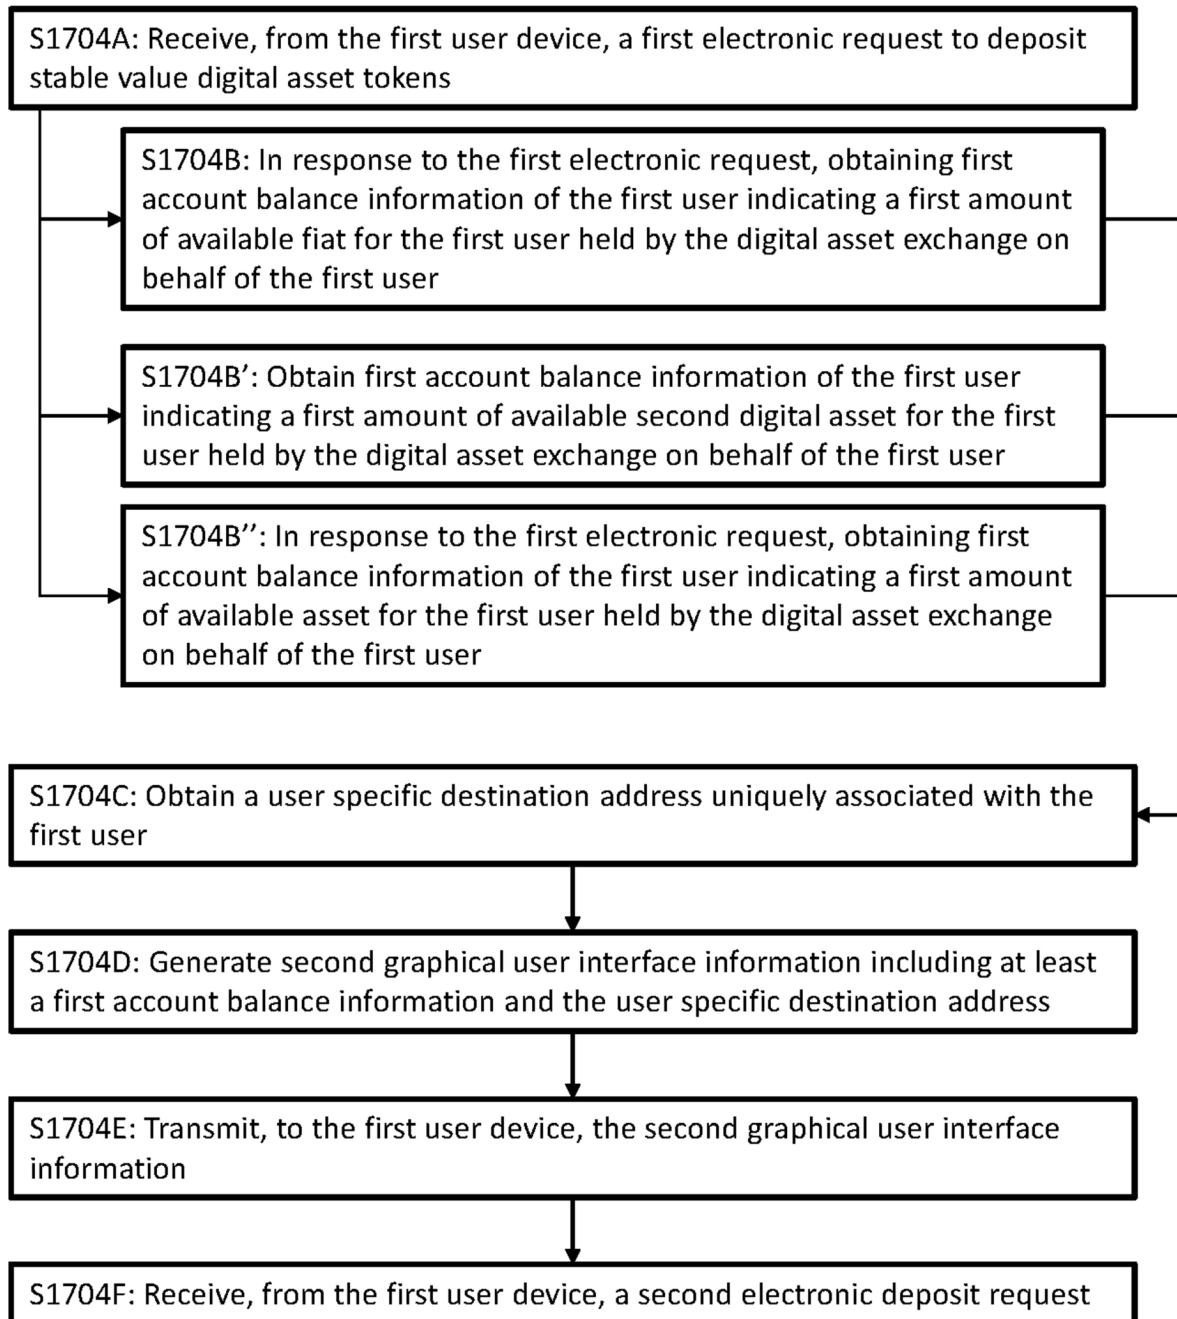 S1704A: Receive, from the first user device, a first electronic request to deposit
stable value digital asset tokens
S1704B: In response to the first electronic request, obtaining first
account balance information of the first user indicating a first amount
of available fiat for the first user held by the digital asset exchange on
behalf of the first user
S1704B′: Obtain first account balance information of the first user
indicating a first amount of available second digital asset for the first
user held by the digital asset exchange on behalf of the first user
S1704B′′: In response to the first electronic request, obtaining first
account balance information of the first user indicating a first amount
of available asset for the first user held by the digital asset exchange
on behalf of the first user
S1704C: Obtain a user specific destination address uniquely associated with the
first user
S1704D: Generate second graphical user interface information including at least
a first account balance information and the user specific destination address
S1704E: Transmit, to the first user device, the second graphical user interface
information
S1704F: Receive, from the first user device, a second electronic deposit request